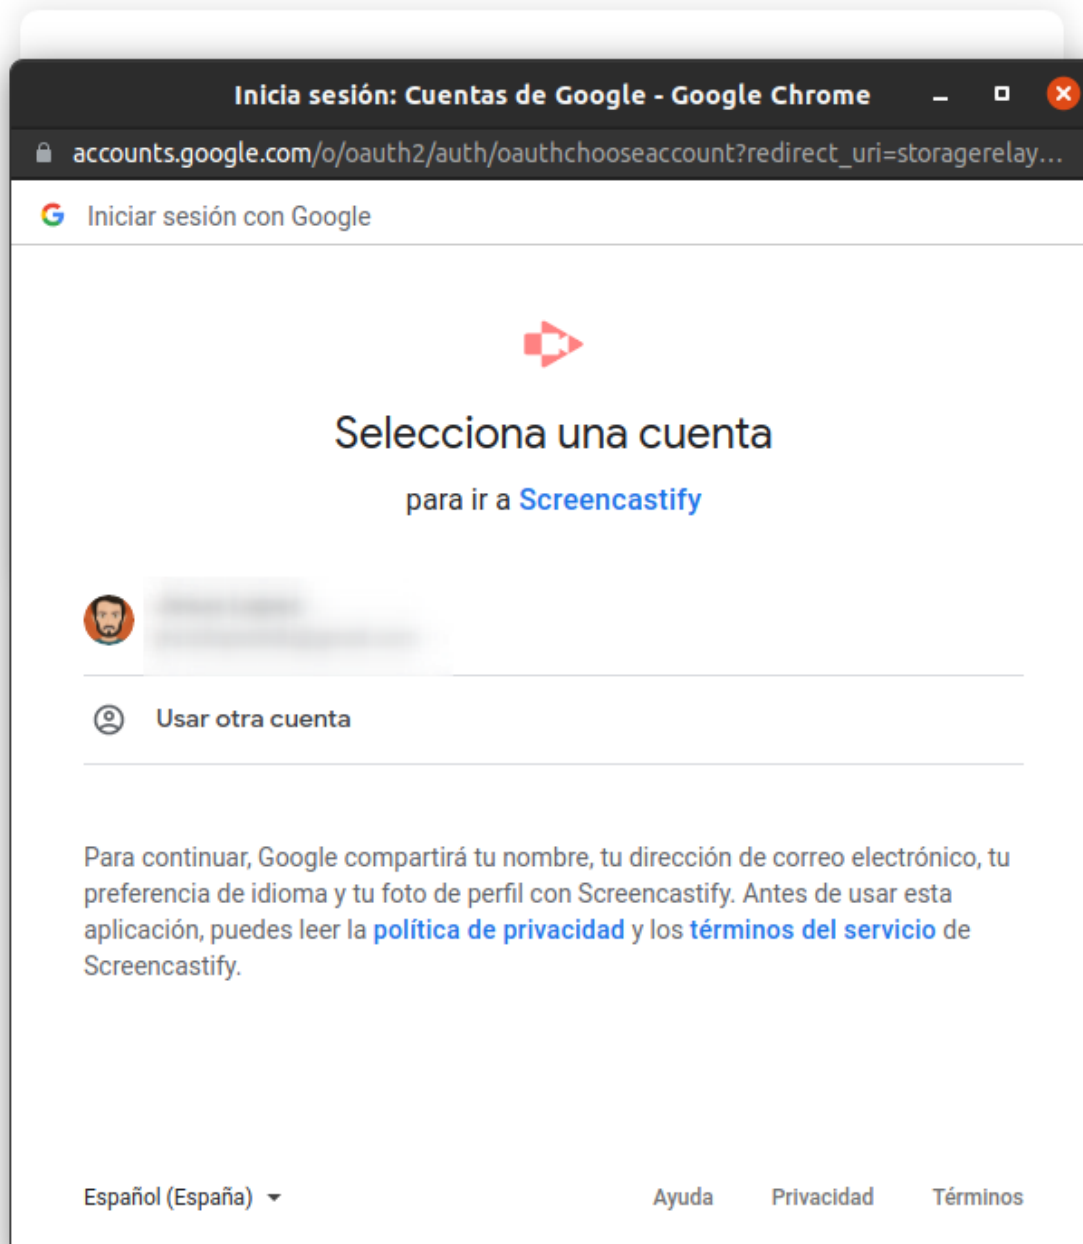 Inicia sesión: Cuentas de Google - Google Chrome
accounts.google.com/o/oauth2/auth/oauthchooseaccount?redirect_uri=storagerelay...
Iniciar sesión con Google
Selecciona una cuenta
para ir a Screencastify
Usar otra cuenta
Para continuar, Google compartirá tu nombre, tu dirección de correo electrónico, tu
preferencia de idioma y tu foto de perfil con Screencastify. Antes de usar esta
aplicación, puedes leer la política de privacidad y los términos del servicio de
Screencastify.
Español (España)
Ayuda Privacidad Términos